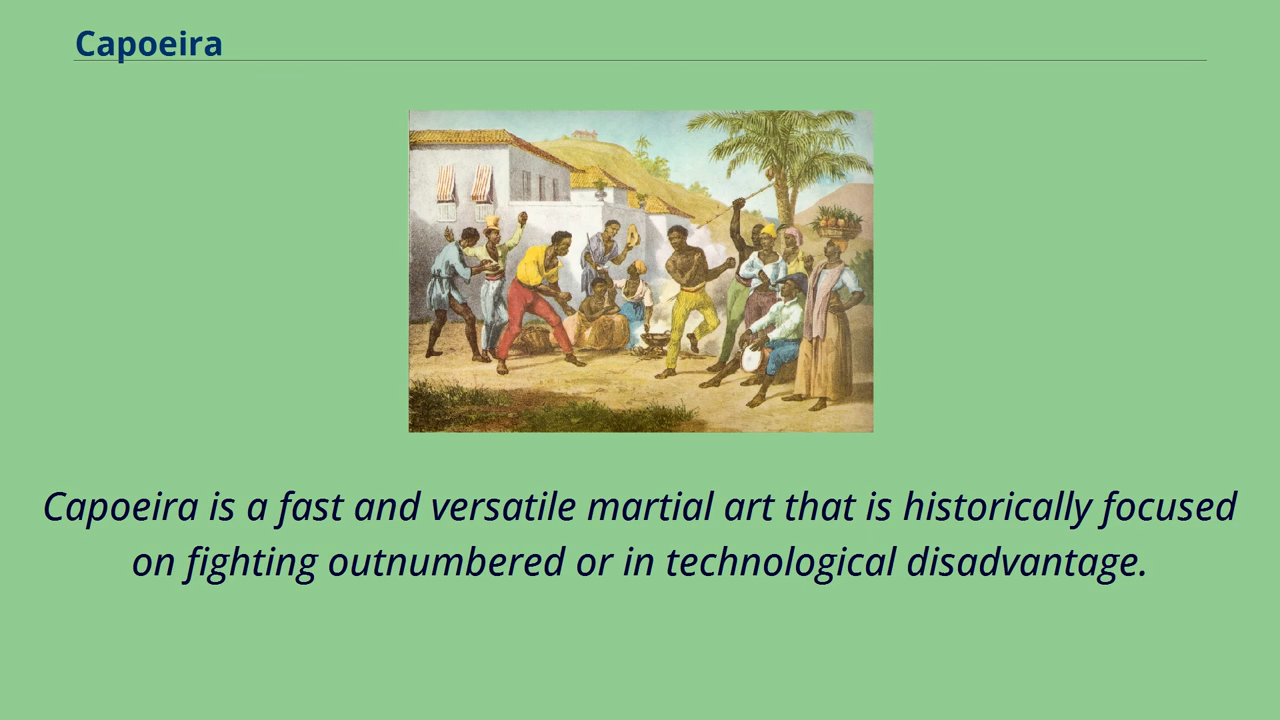 Capoeira
Capoeira is a fast and versatile martial art that is historically focused
on fighting outnumbered or in technological disadvantage.